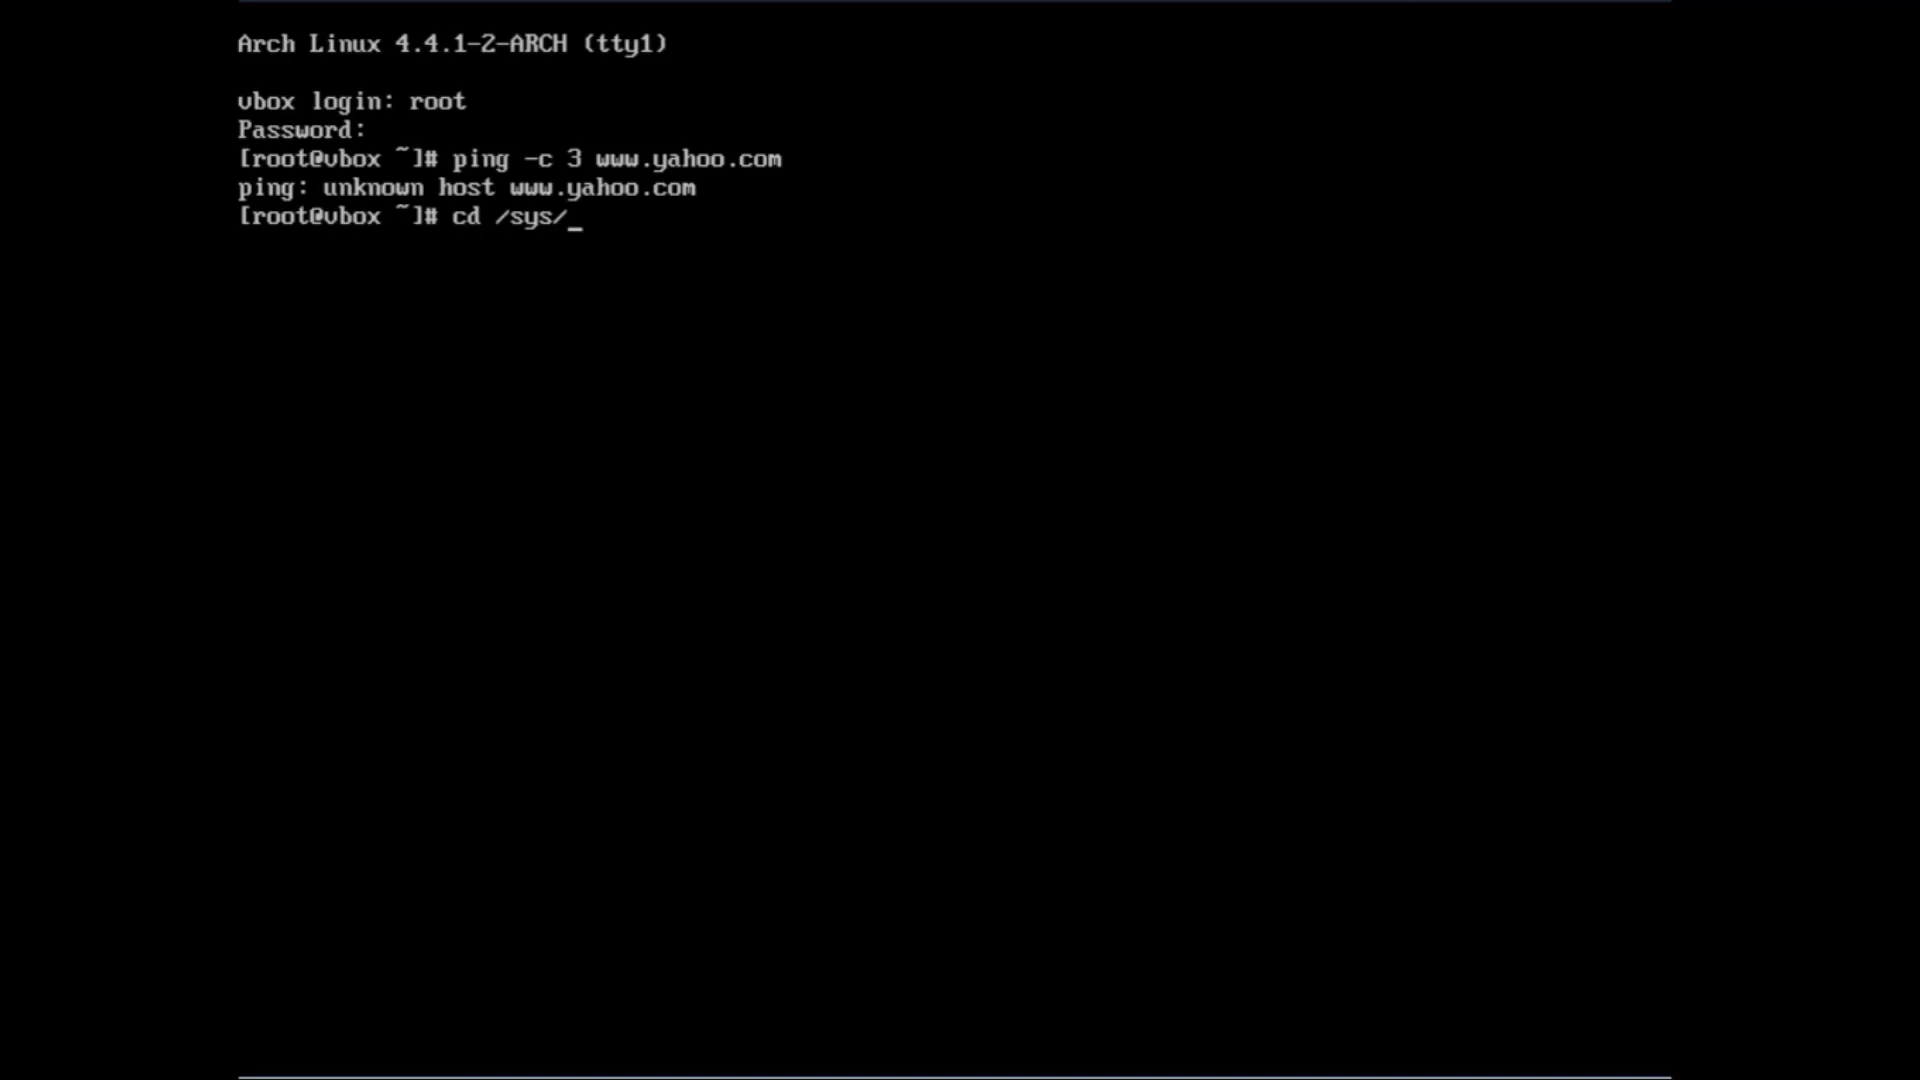 Arch Linux 4.4.1-2-ARCH (tty1)
vbox login: root
Password:
[root@vbox ~]# ping -c 3 www.yahoo.com
ping: unknown host www.yahoo.com
[root@vbox ~]# cd /sys/_